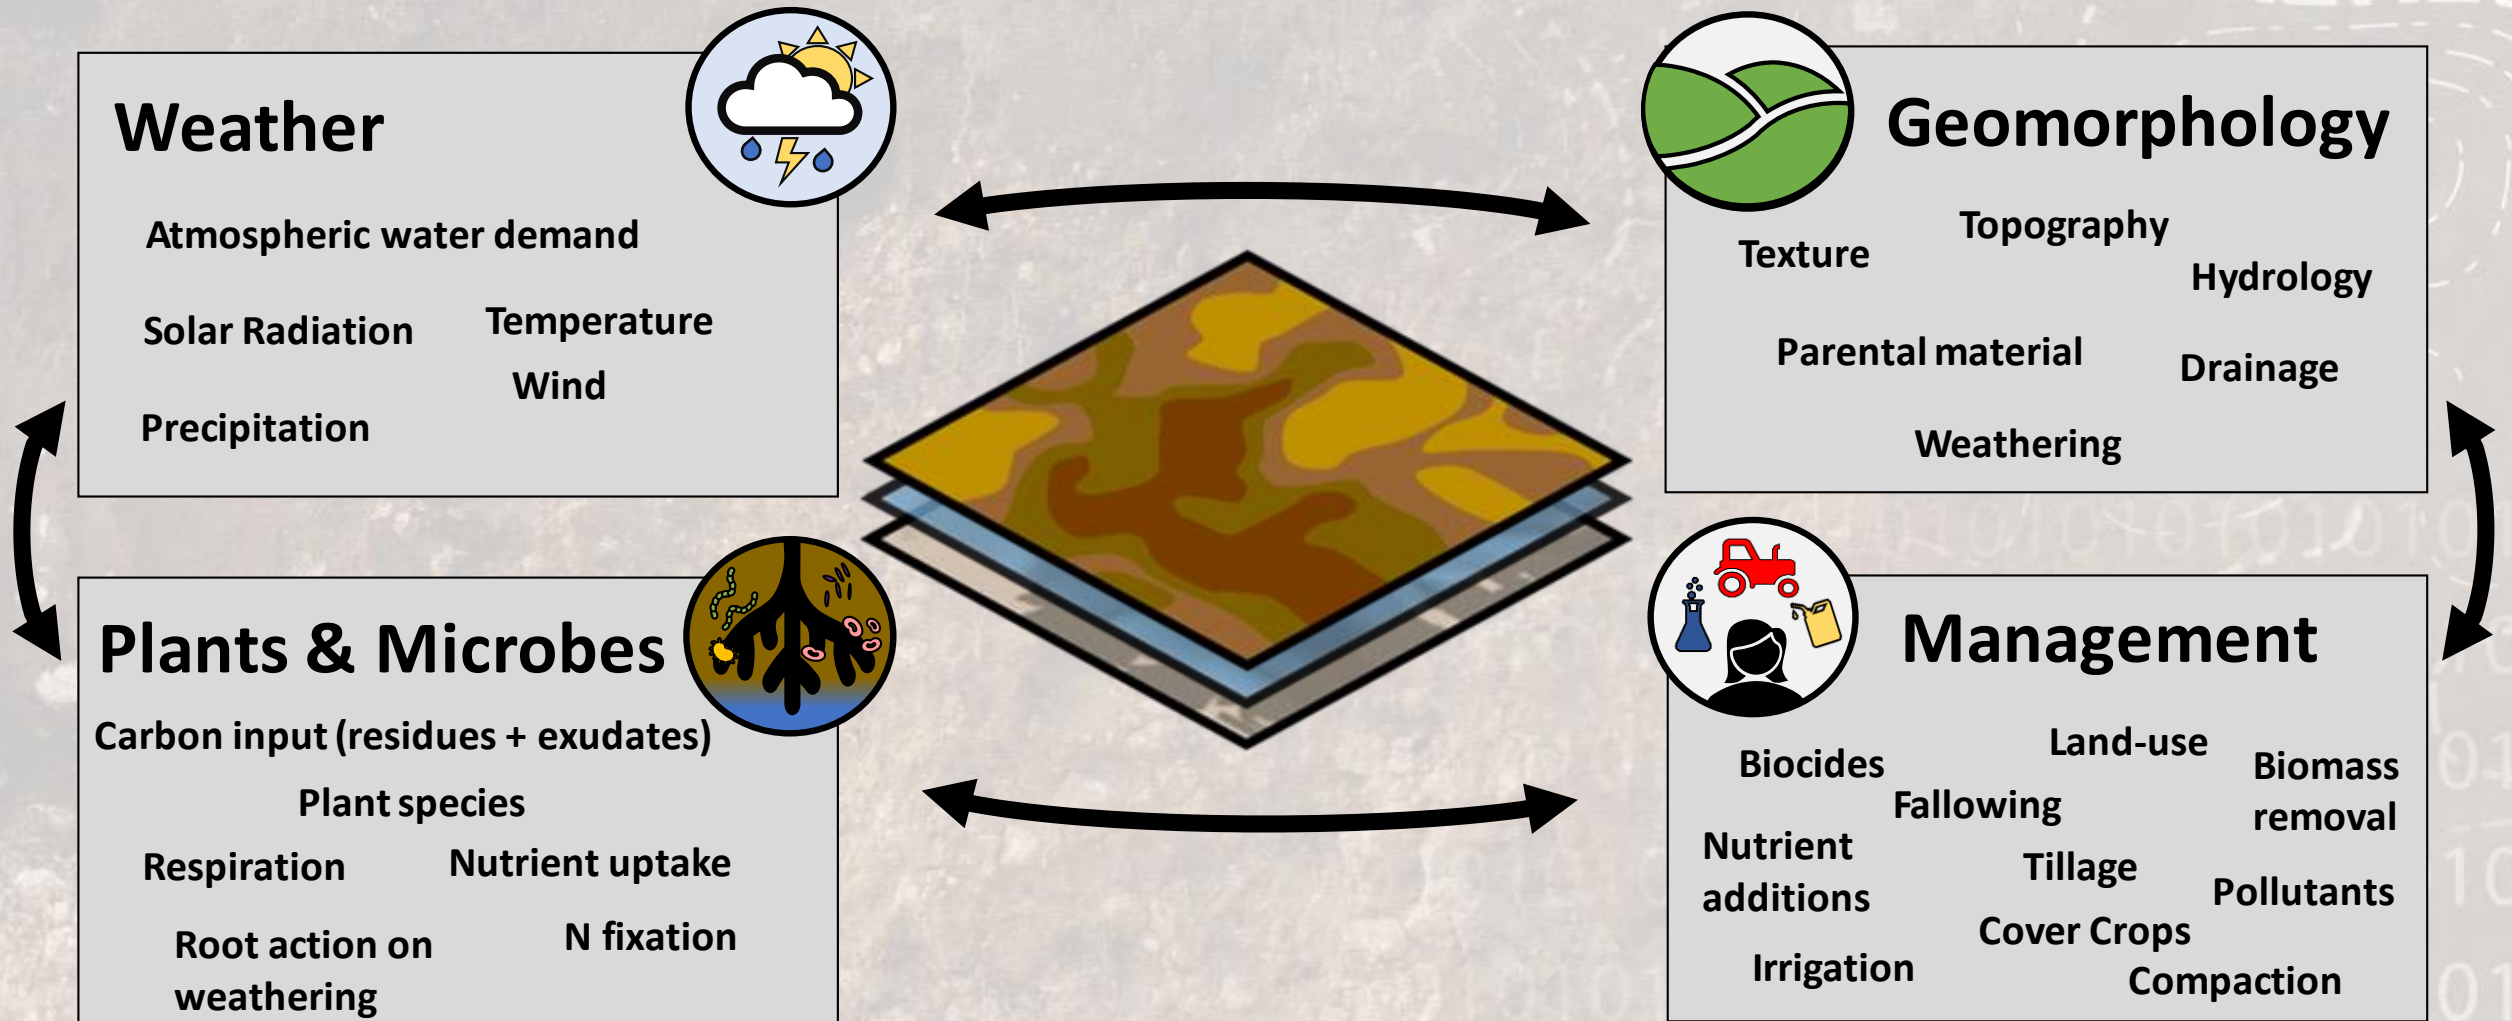 Weather
Atmospheric water demand
Solar Radiation
Temperature
Wind
Precipitation
Geomorphology
Texture
Topography
Hydrology
Parental material
Drainage
Weathering
Plants & Microbes
Carbon input (residues + exudates)
Plant species
Respiration
Nutrient uptake
Root action on
weathering
N fixation
Management
Biocides
Land-use
Biomass
removal
Fallowing
Nutrient
additions
Tillage
Pollutants
Cover Crops
Irrigation
Compaction